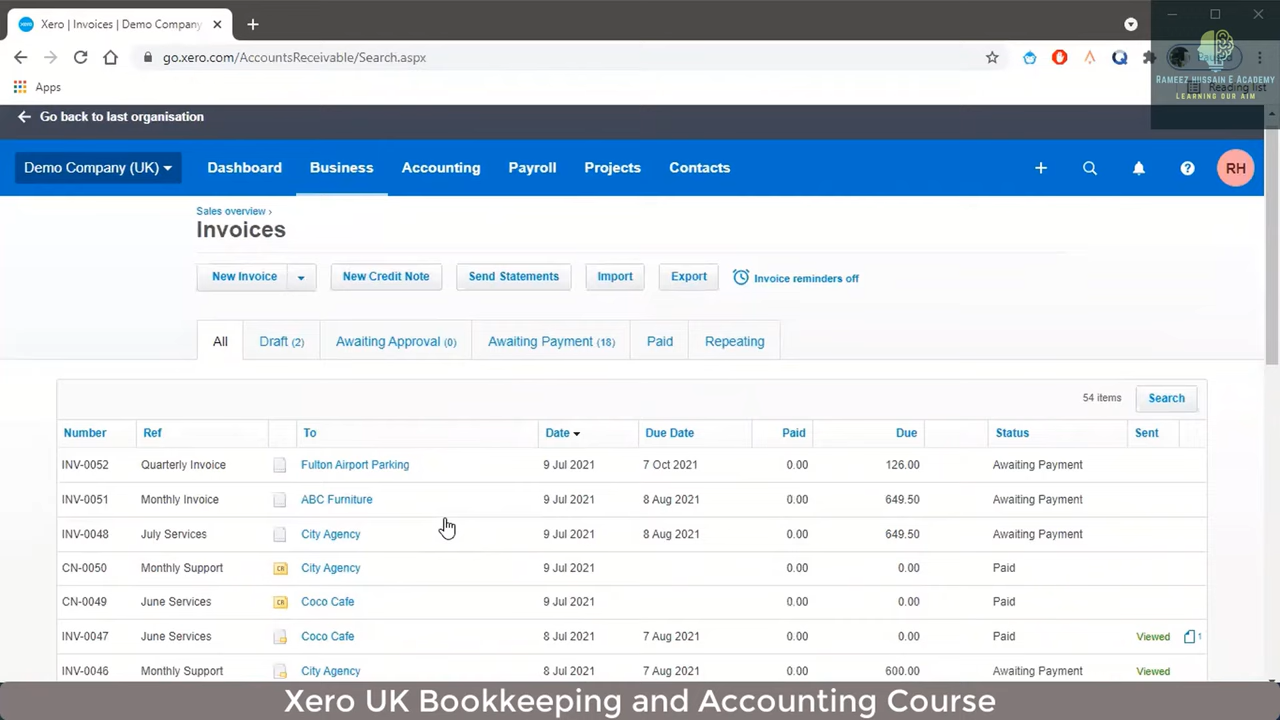 Xero | Invoices | Demo Company
go.xero.com/AccountsReceivable/Search.aspx
Apps
Reading list
RAMEEZ HUSSAIN E ACADEMY
LEARNING OUR AIM
Go back to last organisation
Demo Company (UK) Dashboard Business Accounting Payroll Projects Contacts RH
Sales overview ›
Invoices
New Invoice New Credit Note Send Statements Import Export Invoice reminders off
All Draft (2) Awaiting Approval (0) Awaiting Payment (18) Paid Repeating
54 items Search
Number Ref To Date Due Date Paid Due Status Sent
INV-0052 Quarterly Invoice Fulton Airport Parking 9 Jul 2021 7 Oct 2021 0.00 126.00 Awaiting Payment
INV-0051 Monthly Invoice ABC Furniture 9 Jul 2021 8 Aug 2021 0.00 649.50 Awaiting Payment
INV-0048 July Services City Agency 9 Jul 2021 8 Aug 2021 0.00 649.50 Awaiting Payment
CN-0050 Monthly Support CR City Agency 9 Jul 2021 0.00 0.00 Paid
CN-0049 June Services CR Coco Cafe 9 Jul 2021 0.00 0.00 Paid
INV-0047 June Services Coco Cafe 8 Jul 2021 7 Aug 2021 0.00 0.00 Paid Viewed 1
INV-0046 Monthly Support City Agency 8 Jul 2021 7 Aug 2021 0.00 600.00 Awaiting Payment Viewed
Xero UK Bookkeeping and Accounting Course